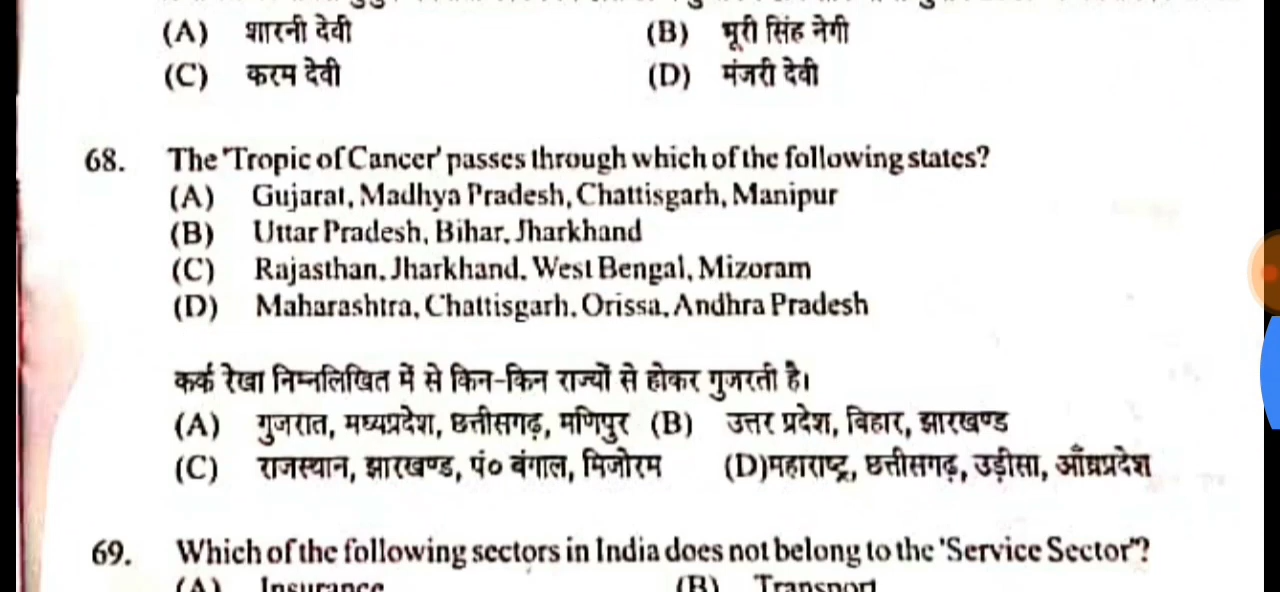 (A) शारनी देवी (B) भूरी सिंह नेगी
(C) करम देवी (D) मंजरी देवी
68. The 'Tropic of Cancer' passes through which of the following states?
(A) Gujarat, Madhya Pradesh, Chattisgarh, Manipur
(B) Uttar Pradesh, Bihar, Jharkhand
(C) Rajasthan, Jharkhand, West Bengal, Mizoram
(D) Maharashtra, Chattisgarh, Orissa, Andhra Pradesh
कर्क रेखा निम्नलिखित में से किन-किन राज्यों से होकर गुजरती है।
(A) गुजरात, मध्यप्रदेश, छत्तीसगढ़, मणिपुर (B) उत्तर प्रदेश, बिहार, झारखण्ड
(C) राजस्थान, झारखण्ड, पं० बंगाल, मिजोरम (D)महाराष्ट्र, छत्तीसगढ़, उड़ीसा, आँध्रप्रदेश
69. Which of the following sectors in India does not belong to the 'Service Sector'?
(A) Insurance (B) Transport